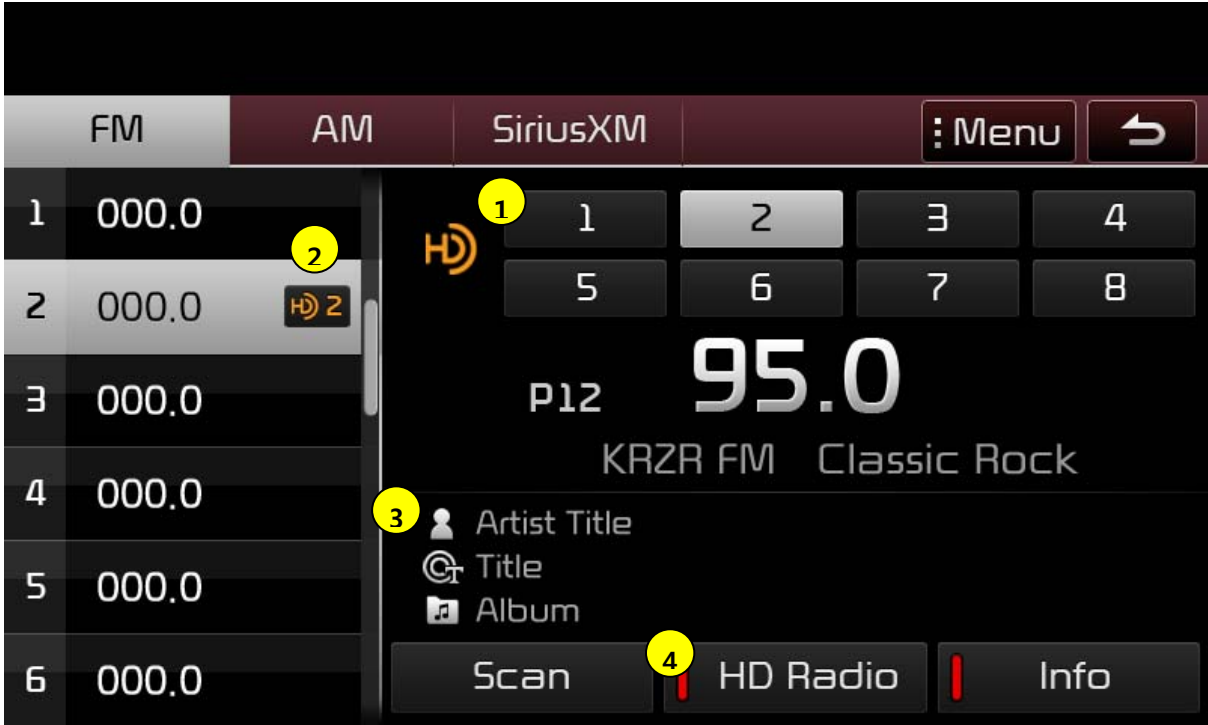 FM AM SiriusXM Menu
1 000.0
2 000.0 HD 2
3 000.0
4 000.0
5 000.0
6 000.0
1
2
HD 1 2 3 4
5 6 7 8
P12 95.0
KRZR FM Classic Rock
3
Artist Title
CT Title
Album
4
Scan HD Radio Info